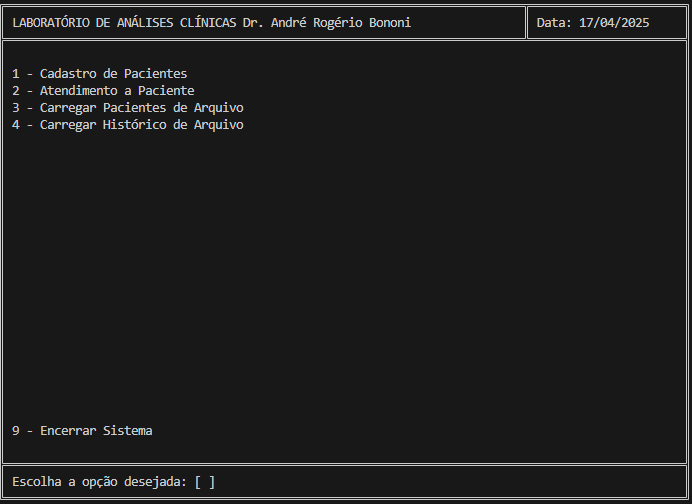 LABORATÓRIO DE ANÁLISES CLÍNICAS Dr. André Rogério Bononi
Data: 17/04/2025
1 - Cadastro de Pacientes
2 - Atendimento a Paciente
3 - Carregar Pacientes de Arquivo
4 - Carregar Histórico de Arquivo
9 - Encerrar Sistema
Escolha a opção desejada: [ ]